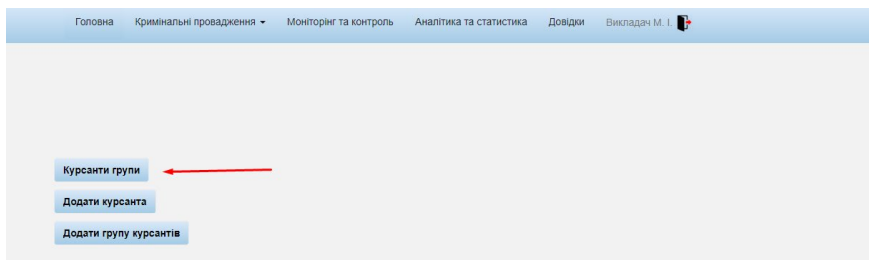 Головна Кримінальні провадження Моніторінг та контроль Аналітика та статистика Довідки Викладач М. І.
Курсанти групи
Додати курсанта
Додати групу курсантів